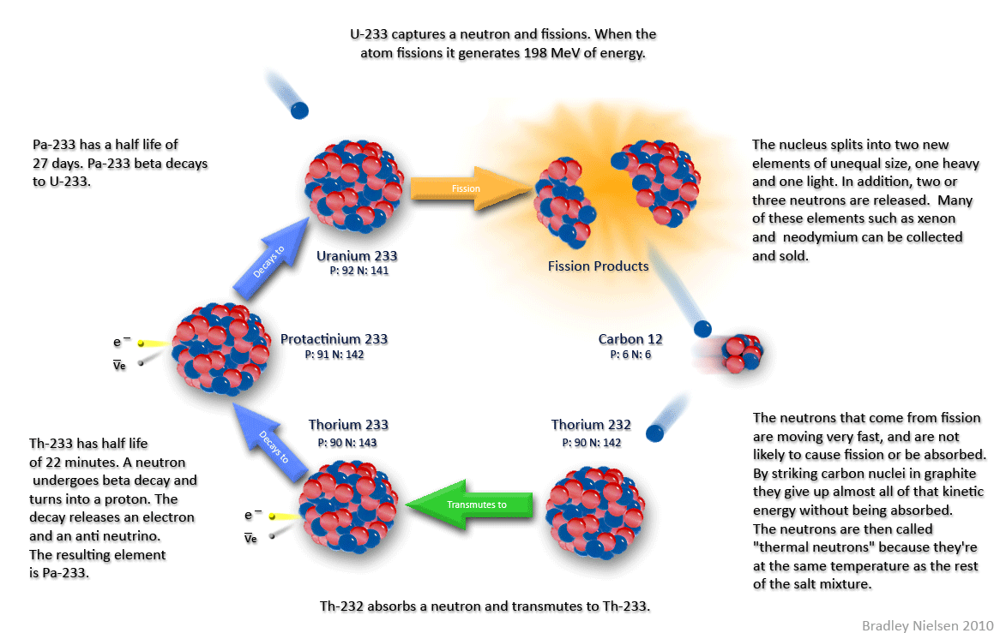 U-233 captures a neutron and fissions. When the
atom fissions it generates 198 MeV of energy.
Pa-233 has a half life of
27 days. Pa-233 beta decays
to U-233.
Fission
The nucleus splits into two new
elements of unequal size, one heavy
and one light. In addition, two or
three neutrons are released. Many
of these elements such as xenon
and neodymium can be collected
and sold.
Decays to
Uranium 233
P: 92 N: 141
Fission Products
e⁻
v̅e
Protactinium 233
P: 91 N: 142
Carbon 12
P: 6 N: 6
Th-233 has half life
of 22 minutes. A neutron
undergoes beta decay and
turns into a proton. The
decay releases an electron
and an anti neutrino.
The resulting element
is Pa-233.
Decays to
Thorium 233
P: 90 N: 143
e⁻
v̅e
Transmutes to
Thorium 232
P: 90 N: 142
The neutrons that come from fission
are moving very fast, and are not
likely to cause fission or be absorbed.
By striking carbon nuclei in graphite
they give up almost all of that kinetic
energy without being absorbed.
The neutrons are then called
"thermal neutrons" because they're
at the same temperature as the rest
of the salt mixture.
Th-232 absorbs a neutron and transmutes to Th-233.
Bradley Nielsen 2010